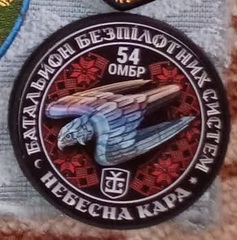 БАТАЛЬЙОН БЕЗПІЛОТНИХ СИСТЕМ
54
ОМБР
НЕБЕСНА КАРА